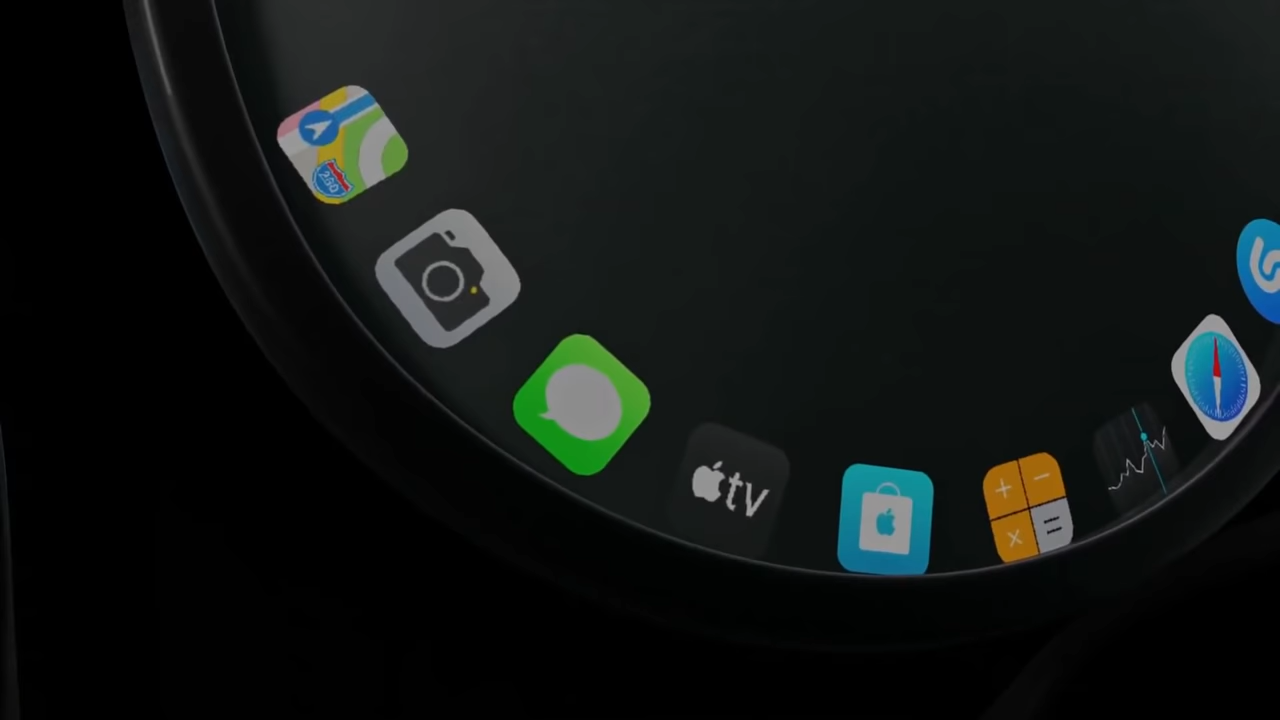 280
tv
+ −
× =